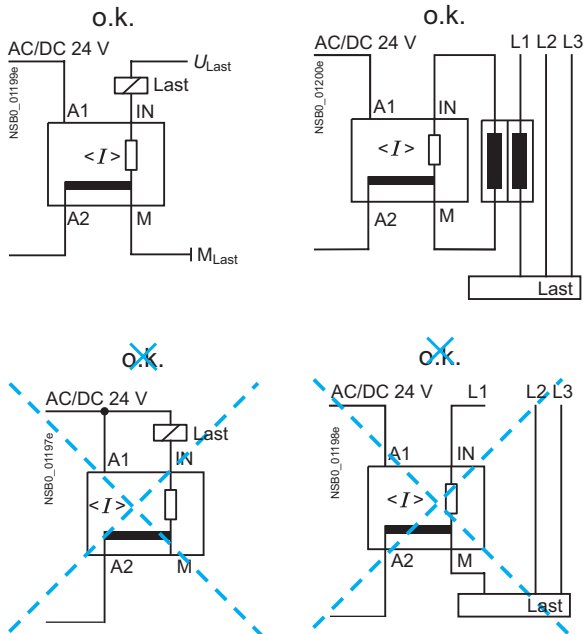 o.k.
AC/DC 24 V
U_Last
Last
NSB0_01199e
A1
IN
<I>
A2
M
M_Last
o.k.
AC/DC 24 V
L1 L2 L3
NSB0_01200e
A1
IN
<I>
A2
M
Last
o.k.
AC/DC 24 V
Last
NSB0_01197e
A1
IN
<I>
A2
M
o.k.
AC/DC 24 V
L1
L2 L3
NSB0_01198e
A1
IN
<I>
A2
M
Last